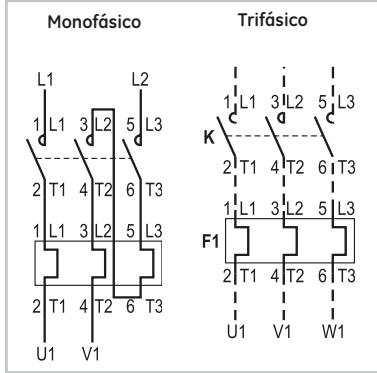 Monofásico Trifásico
L1 L2
1 L1 3 L2 5 L3 1 L1 3 L2 5 L3
K
2 T1 4 T2 6 T3 2 T1 4 T2 6 T3
1 L1 3 L2 5 L3 1 L1 3 L2 5 L3
F1
2 T1 4 T2 6 T3 2 T1 4 T2 6 T3
U1 V1 U1 V1 W1